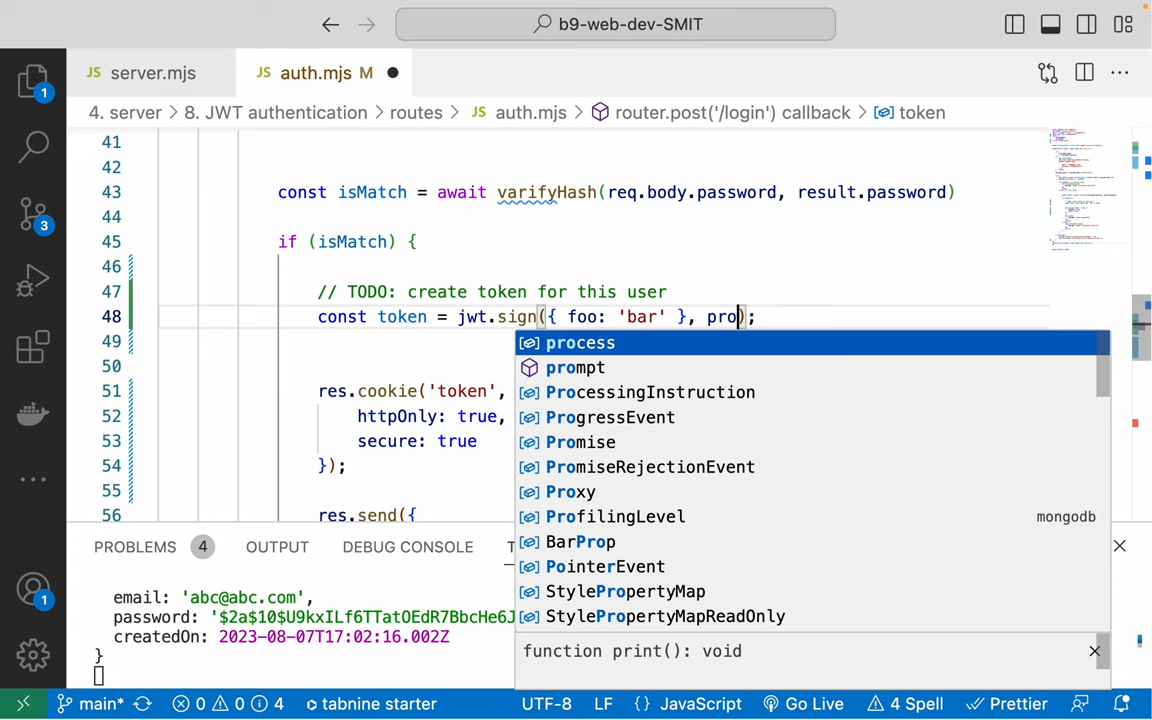 b9-web-dev-SMIT
JS server.mjs JS auth.mjs M
4. server > 8. JWT authentication > routes > JS auth.mjs > router.post('/login') callback > token
41
42
43 const isMatch = await varifyHash(req.body.password, result.password)
44
45 if (isMatch) {
46
47 // TODO: create token for this user
48 const token = jwt.sign({ foo: 'bar' }, pro);
49
50
51 res.cookie('token',
52 httpOnly: true,
53 secure: true
54 });
55
56 res.send({
process
prompt
ProcessingInstruction
ProgressEvent
Promise
PromiseRejectionEvent
Proxy
ProfilingLevel mongodb
BarProp
PointerEvent
StylePropertyMap
StylePropertyMapReadOnly
function print(): void
PROBLEMS 4 OUTPUT DEBUG CONSOLE T
email: 'abc@abc.com',
password: '$2a$10$U9kxILf6TTatOEdR7BbcHe6J
createdOn: 2023-08-07T17:02:16.002Z
}
1
3
1
main* 0 0 4 tabnine starter UTF-8 LF {} JavaScript Go Live 4 Spell Prettier